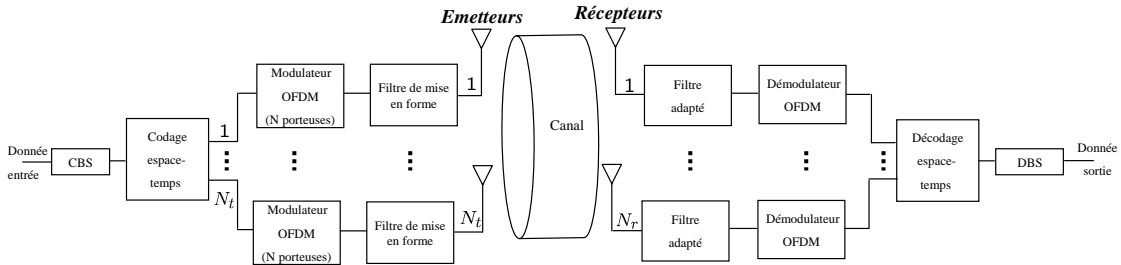 Emetteurs
Récepteurs
Donnée
entrée
CBS
Codage
espace-
temps
1
N_t
Modulateur
OFDM
(N porteuses)
Filtre de mise
en forme
1
Modulateur
OFDM
(N porteuses)
Filtre de mise
en forme
N_t
Canal
1
Filtre
adapté
Démodulateur
OFDM
N_r
Filtre
adapté
Démodulateur
OFDM
Décodage
espace-
temps
DBS
Donnée
sortie